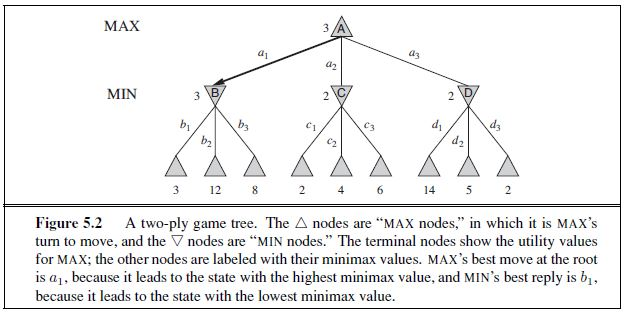 MAX 3 A
a1 a2 a3
MIN 3 B 2 C 2 D
b1 b2 b3 c1 c2 c3 d1 d2 d3
3 12 8 2 4 6 14 5 2
Figure 5.2 A two-ply game tree. The △ nodes are “MAX nodes,” in which it is MAX’s
turn to move, and the ▽ nodes are “MIN nodes.” The terminal nodes show the utility values
for MAX; the other nodes are labeled with their minimax values. MAX’s best move at the root
is a1, because it leads to the state with the highest minimax value, and MIN’s best reply is b1,
because it leads to the state with the lowest minimax value.